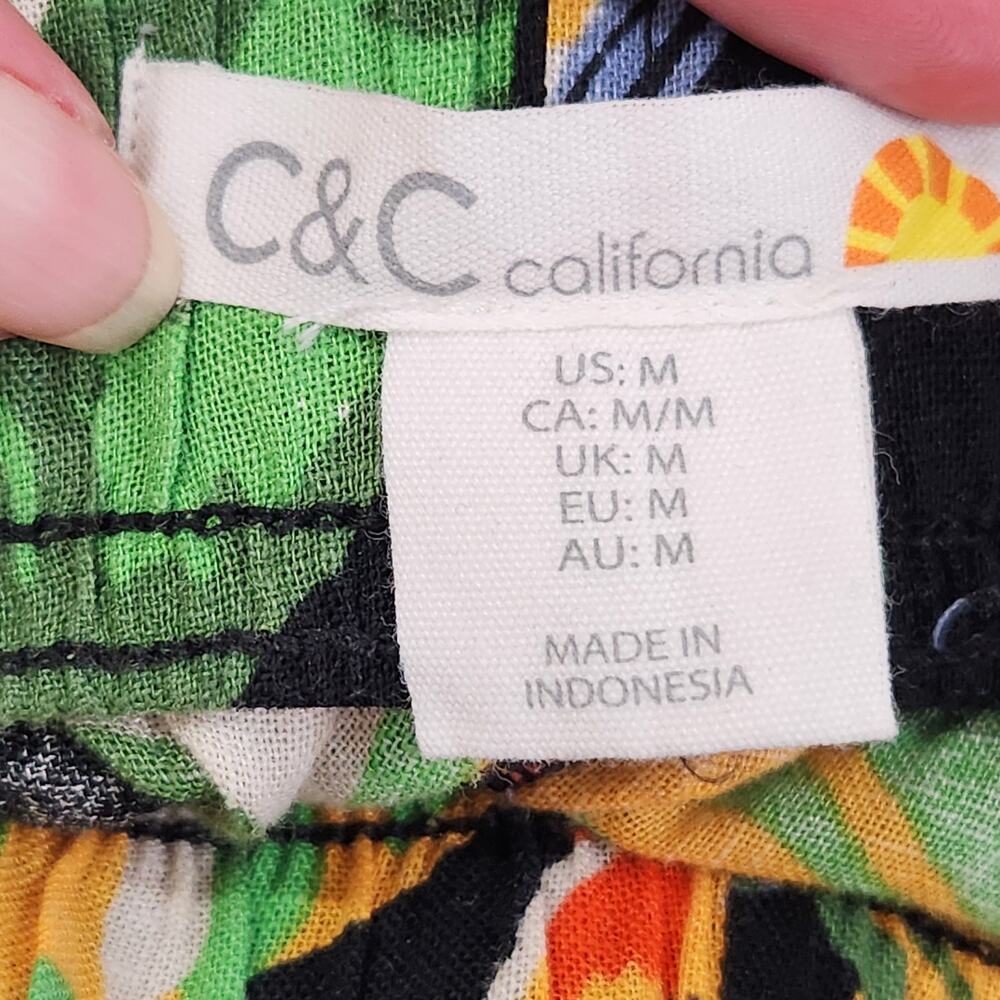 C&C california
US: M
CA: M/M
UK: M
EU: M
AU: M
MADE IN
INDONESIA